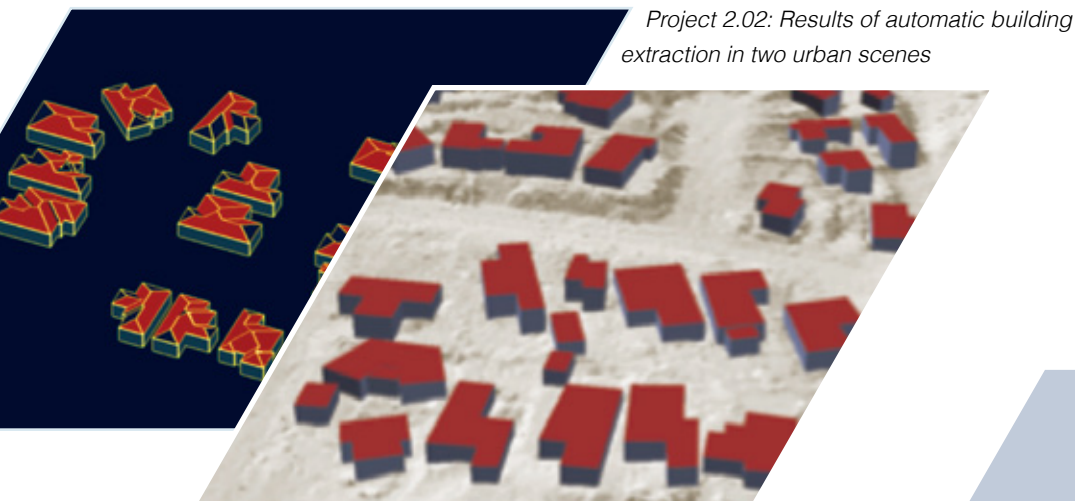 Project 2.02: Results of automatic building
extraction in two urban scenes